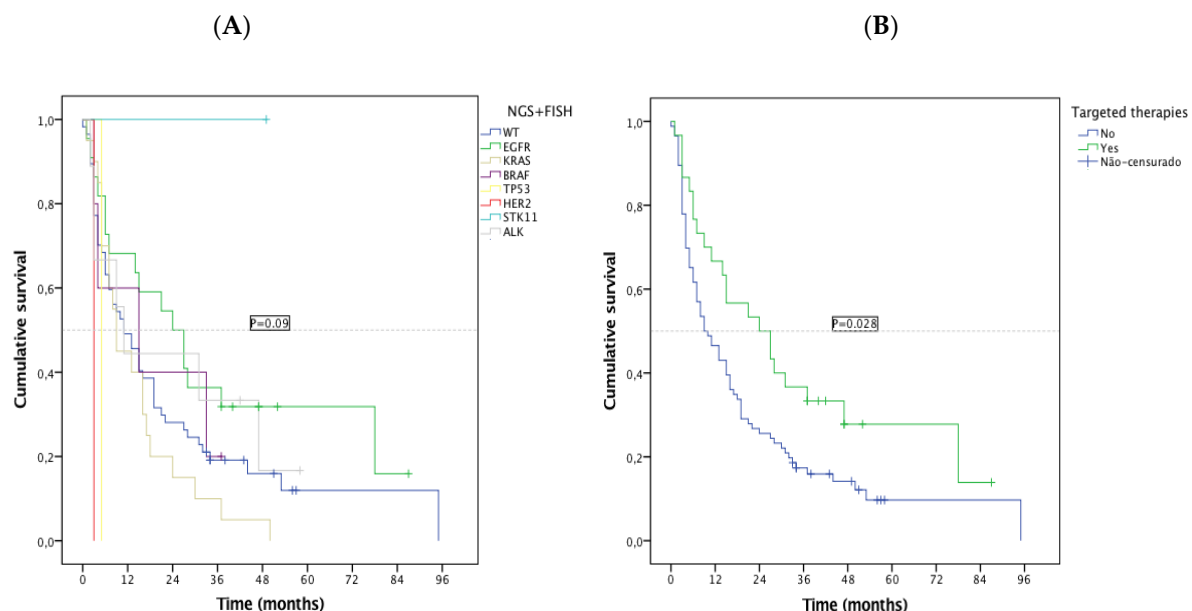 (A)
(B)
NGS+FISH
WT
EGFR
KRAS
BRAF
TP53
HER2
STK11
ALK
Cumulative survival
1,0
0,8
0,6
0,4
0,2
0,0
P=0.09
0 12 24 36 48 60 72 84 96
Time (months)
Targeted therapies
No
Yes
Não-censurado
Cumulative survival
1,0
0,8
0,6
0,4
0,2
0,0
P=0.028
0 12 24 36 48 60 72 84 96
Time (months)